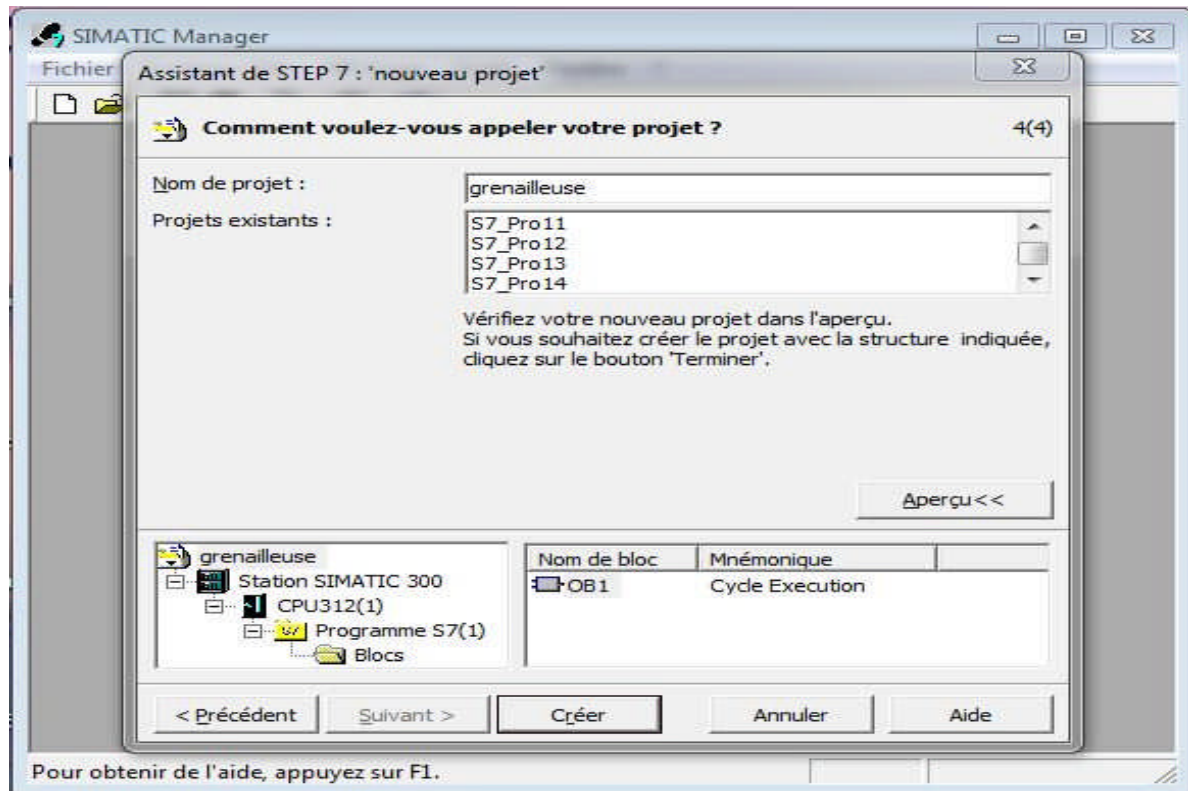 SIMATIC Manager
Fichier
Assistant de STEP 7 : 'nouveau projet'
Comment voulez-vous appeler votre projet ? 4(4)
Nom de projet : grenailleuse
Projets existants :
S7_Pro11
S7_Pro12
S7_Pro13
S7_Pro14
Vérifiez votre nouveau projet dans l'aperçu.
Si vous souhaitez créer le projet avec la structure indiquée,
cliquez sur le bouton 'Terminer'.
Aperçu<<
grenailleuse
Station SIMATIC 300
CPU312(1)
Programme S7(1)
Blocs
Nom de bloc Mnémonique
OB1 Cycle Execution
< Précédent Suivant > Créer Annuler Aide
Pour obtenir de l'aide, appuyez sur F1.